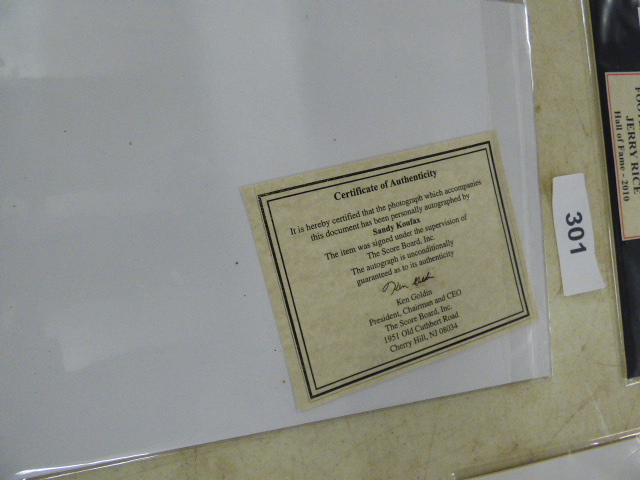 Certificate of Authenticity
It is hereby certified that the photograph which accompanies
this document has been personally autographed by
Sandy Koufax
The item was signed under the supervision of
The Score Board, Inc.
The autograph is unconditionally
guaranteed as to its authenticity
Ken Goldin
President, Chairman and CEO
The Score Board, Inc.
1951 Old Cuthbert Road
Cherry Hill, NJ 08034
301
JERRY RICE
Hall of Fame - 2010